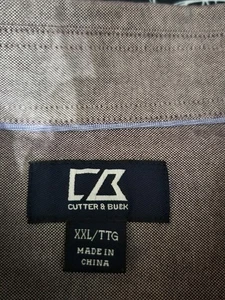 CUTTER & BUCK
XXL/TTG
MADE IN
CHINA